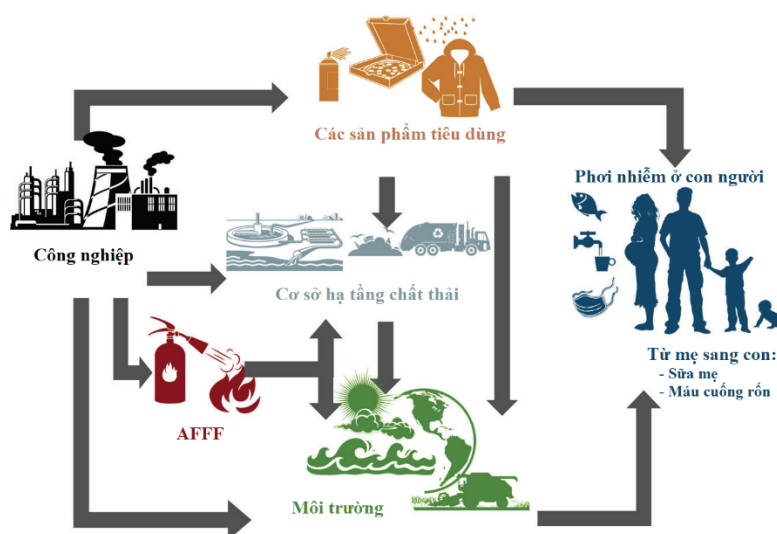 Các sản phẩm tiêu dùng
Phơi nhiễm ở con người
Công nghiệp
Cơ sở hạ tầng chất thải
Từ mẹ sang con:
- Sữa mẹ
- Máu cuống rốn
AFFF
Môi trường